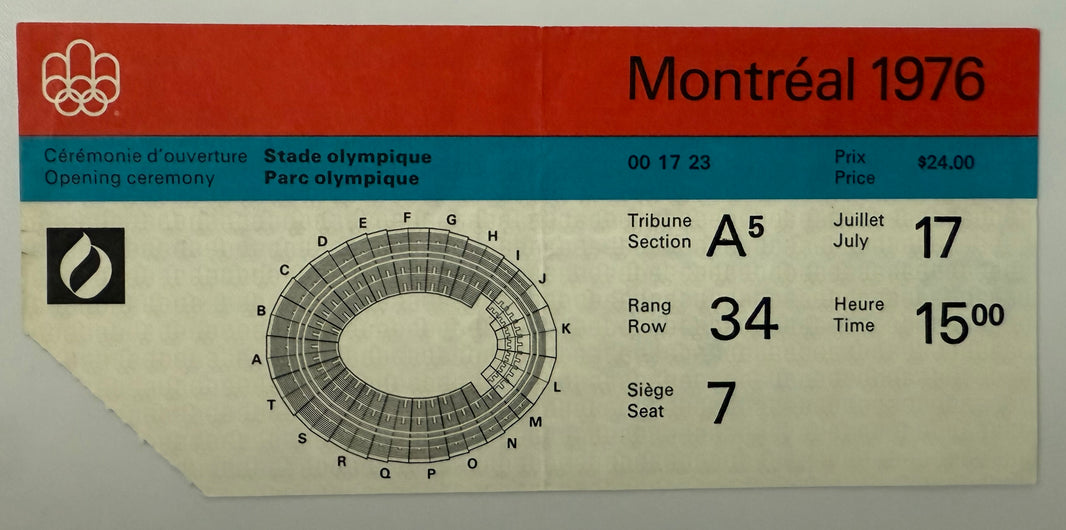 Montréal 1976
Cérémonie d'ouverture Stade olympique
Opening ceremony Parc olympique
00 17 23
Prix
Price
$24.00
Tribune
Section
A5
Juillet
July
17
Rang
Row
34
Heure
Time
1500
Siège
Seat
7
A
B
C
D
E
F
G
H
I
J
K
L
M
N
O
P
Q
R
S
T